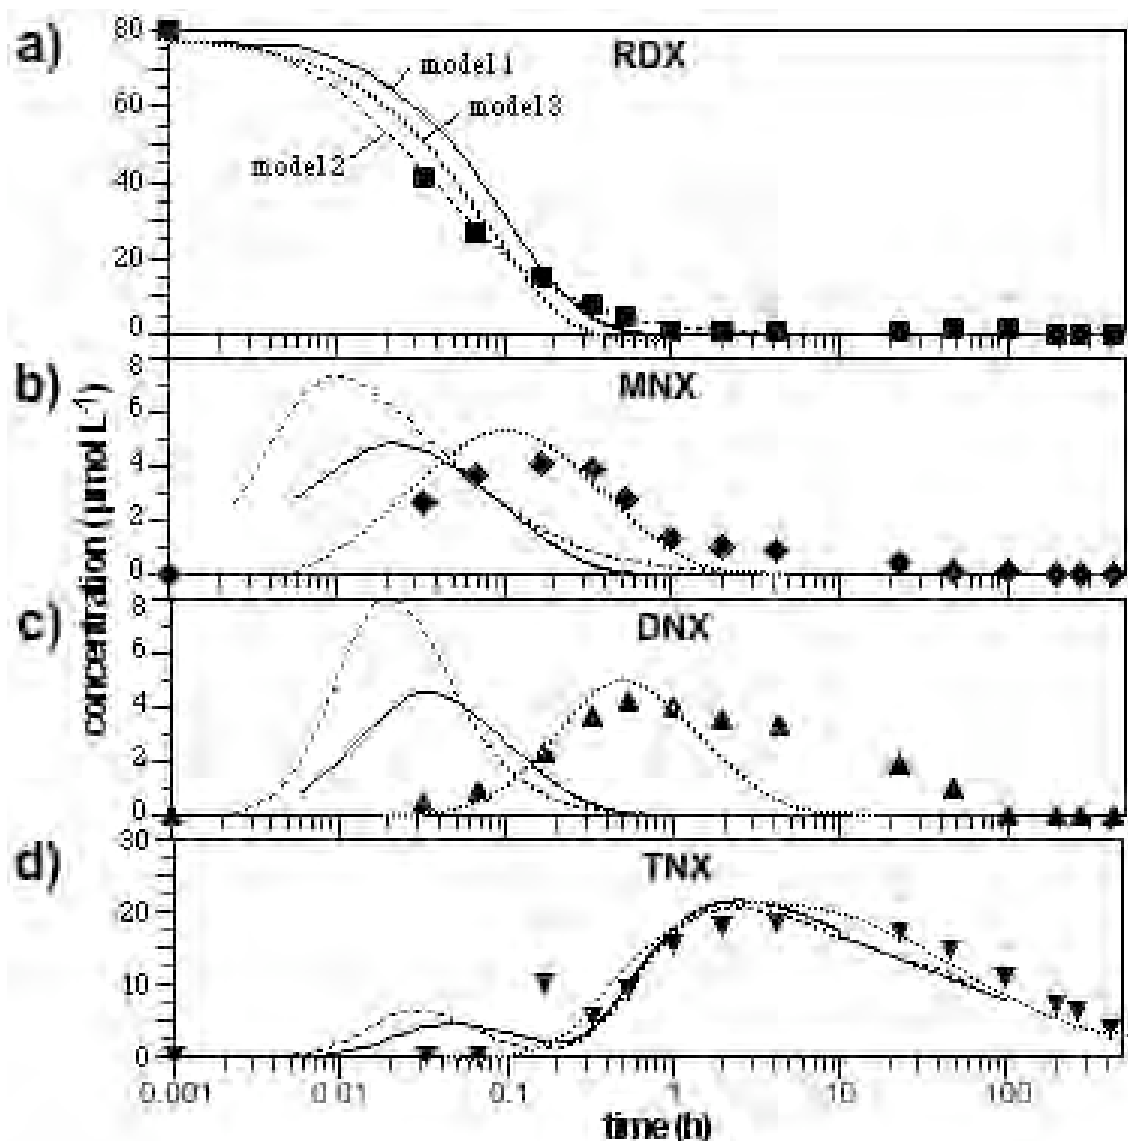 a)
RDX
80
60
40
20
0
model1
model3
model2
b)
MNX
8
6
4
2
0
c)
DNX
8
6
4
2
0
d)
TNX
30
20
10
0
concentration (µmol L⁻¹)
0.001
0.01
0.1
1
10
100
time (h)